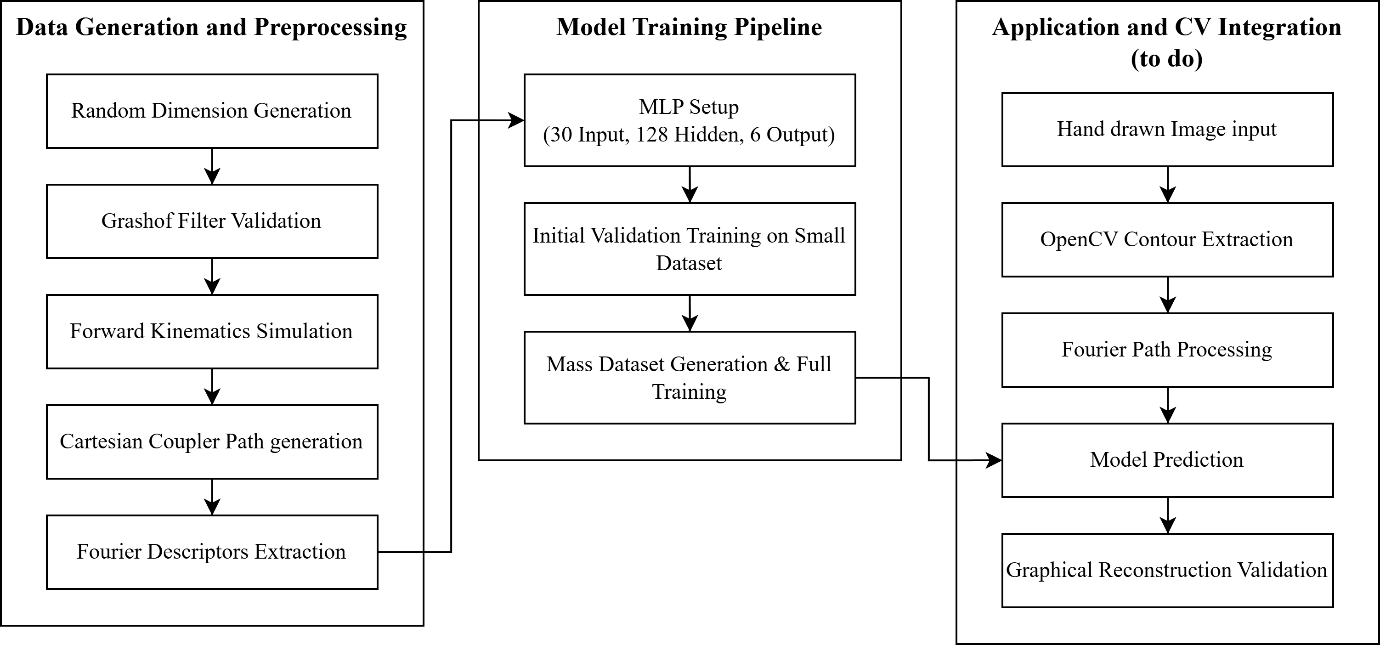 Data Generation and Preprocessing
Random Dimension Generation
Grashof Filter Validation
Forward Kinematics Simulation
Cartesian Coupler Path generation
Fourier Descriptors Extraction
Model Training Pipeline
MLP Setup
(30 Input, 128 Hidden, 6 Output)
Initial Validation Training on Small
Dataset
Mass Dataset Generation & Full
Training
Application and CV Integration
(to do)
Hand drawn Image input
OpenCV Contour Extraction
Fourier Path Processing
Model Prediction
Graphical Reconstruction Validation